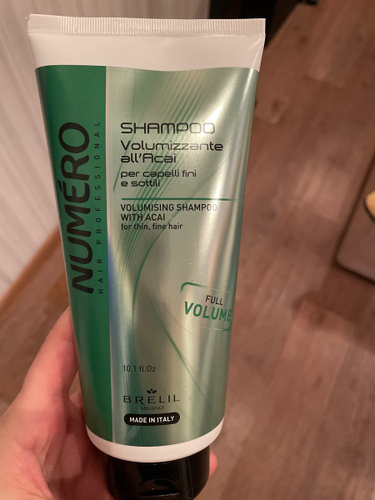 NUMÉRO
HAIR PROFESSIONAL
SHAMPOO
Volumizzante
all'Acai
per capelli fini
e sottili
VOLUMISING SHAMPOO
WITH ACAI
for thin, fine hair
FULL
VOLUME
10.1 fl.Oz
BRELIL
MILANO
MADE IN ITALY